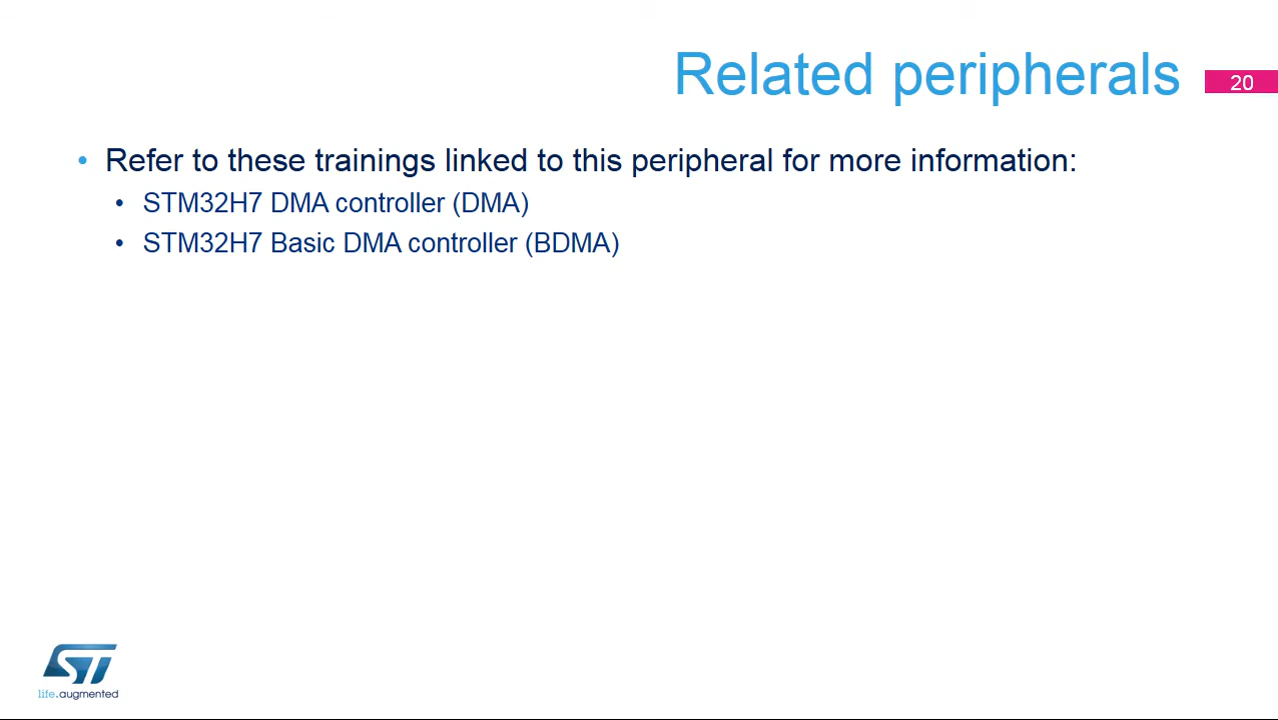 Related peripherals
20
• Refer to these trainings linked to this peripheral for more information:
• STM32H7 DMA controller (DMA)
• STM32H7 Basic DMA controller (BDMA)
ST
life.augmented